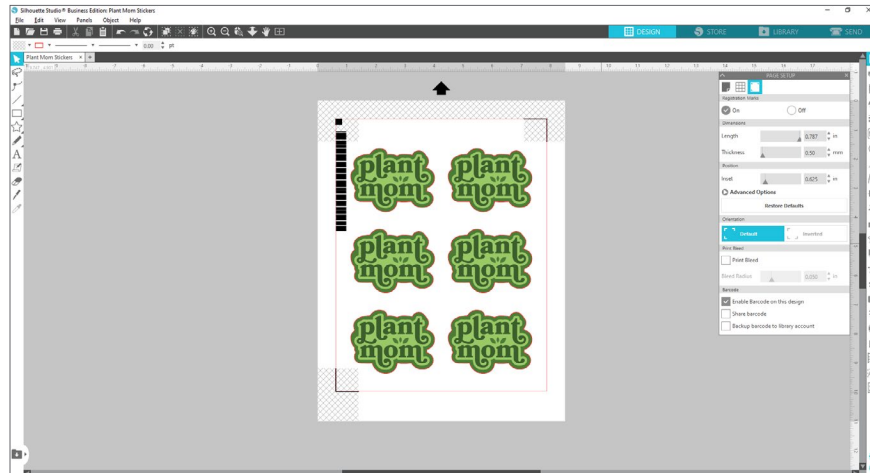 Silhouette Studio® Business Edition: Plant Mom Stickers
File Edit View Panels Object Help
DESIGN STORE LIBRARY SEND
0.00 pt
Plant Mom Stickers
PAGE SETUP
Registration Marks
On Off
Dimensions
Length 0.787 in
Thickness 0.50 mm
Position
Inset 0.625 in
Advanced Options
Restore Defaults
Orientation
Default Inverted
Print Bleed
Print Bleed
Bleed Radius in
Barcode
Enable Barcode on this design
Share barcode
Backup barcode to library account
plant plant
mom mom
plant plant
mom mom
plant plant
mom mom